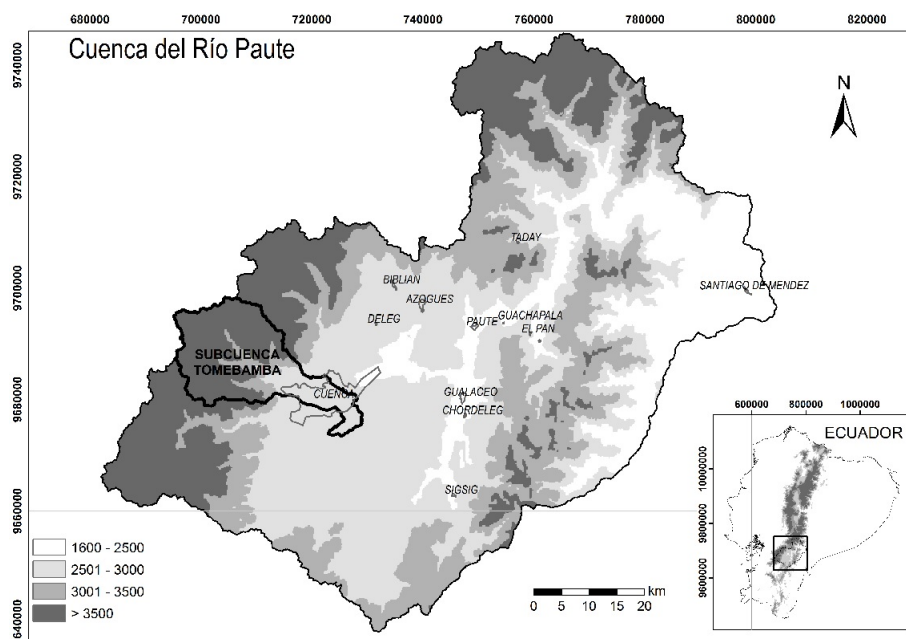 680000 700000 720000 740000 760000 780000 800000 820000
Cuenca del Río Paute
N
9740000
9720000
9700000
9680000
9660000
9640000
TADAY
SANTIAGO DE MENDEZ
BIBLIAN
AZOGUES
DELEG
PAUTE
GUACHAPALA
EL PAN
SUBCUENCA
TOMEBAMBA
CUENCA
GUALACEO
CHORDELEG
SIGSIG
1600 - 2500
2501 - 3000
3001 - 3500
> 3500
km
0 5 10 15 20
600000 800000 1000000
ECUADOR
10000000
9800000
9600000